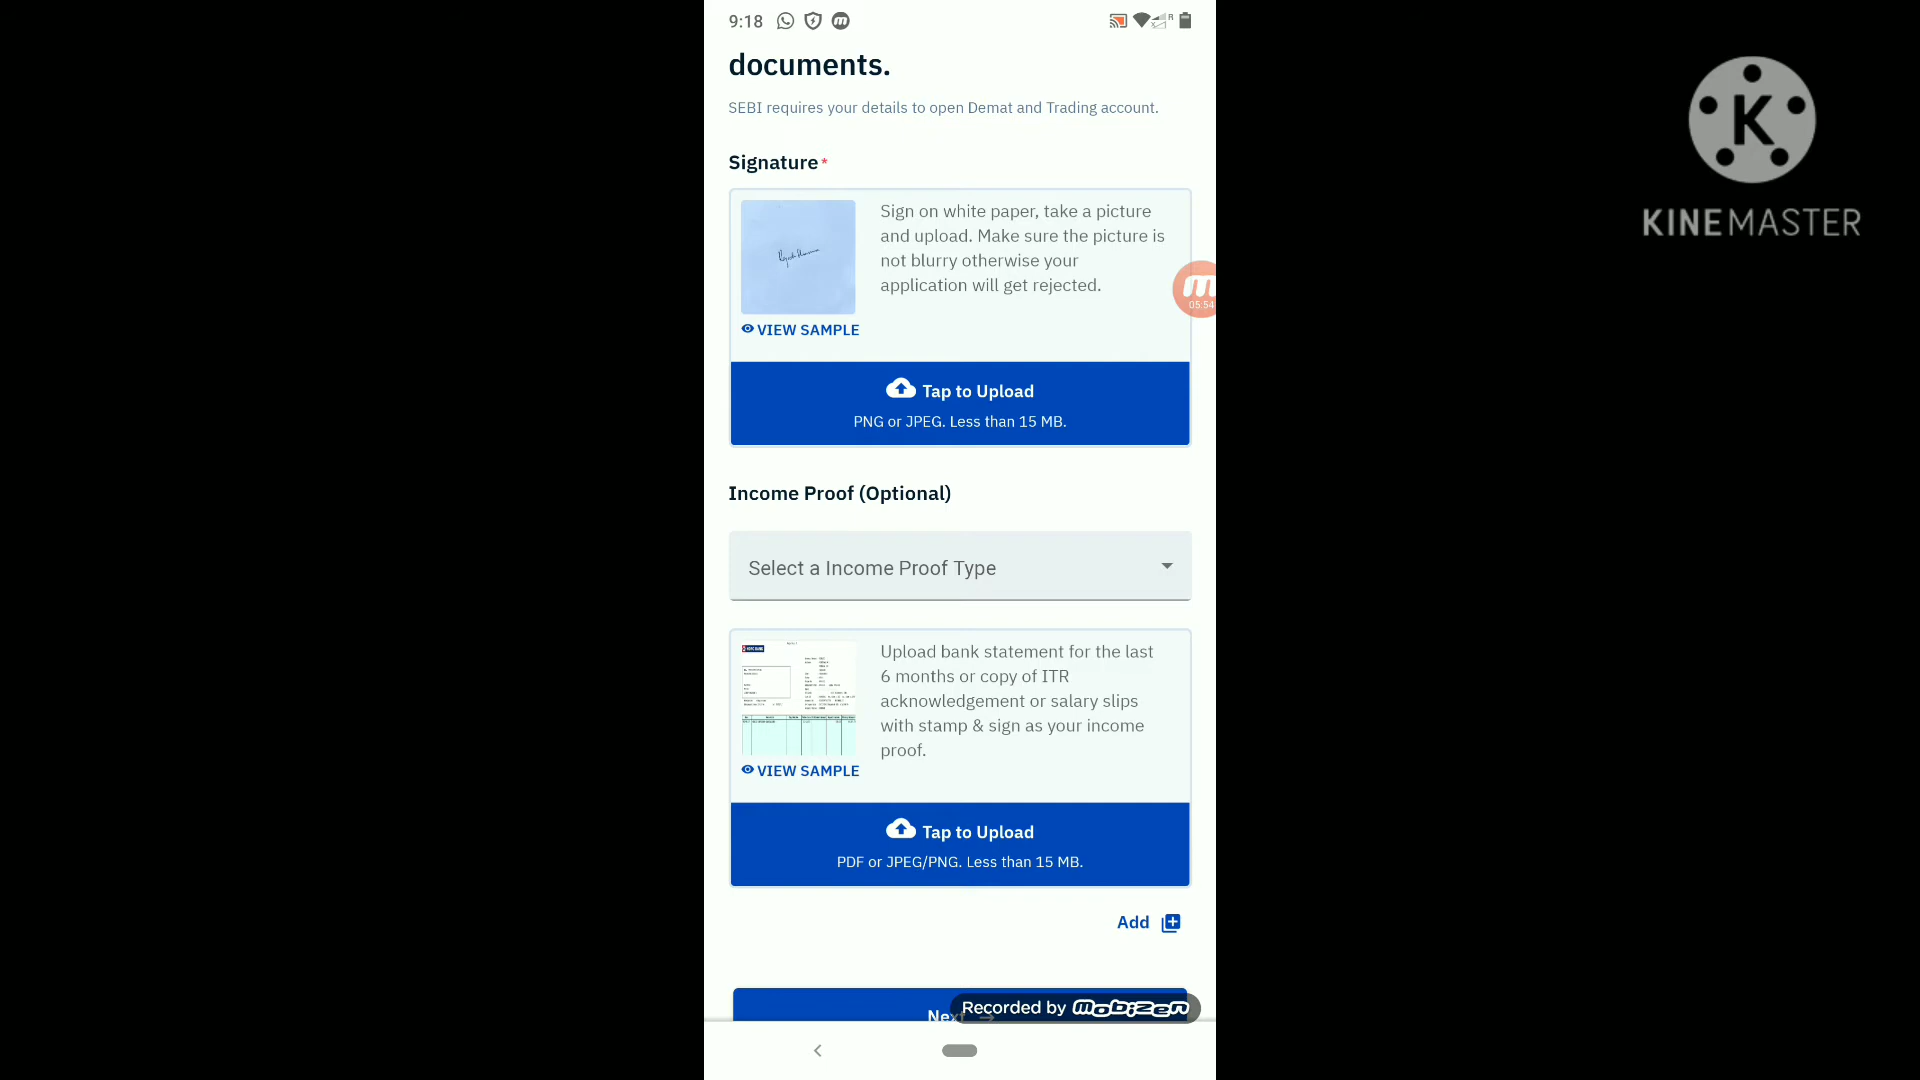 9:18
documents.
SEBI requires your details to open Demat and Trading account.
Signature*
Sign on white paper, take a picture
and upload. Make sure the picture is
not blurry otherwise your
application will get rejected.
05:54
VIEW SAMPLE
Tap to Upload
PNG or JPEG. Less than 15 MB.
Income Proof (Optional)
Select a Income Proof Type
Upload bank statement for the last
6 months or copy of ITR
acknowledgement or salary slips
with stamp & sign as your income
proof.
HDFC BANK
VIEW SAMPLE
Tap to Upload
PDF or JPEG/PNG. Less than 15 MB.
Add
Next
Recorded by mobizen
K
KINEMASTER